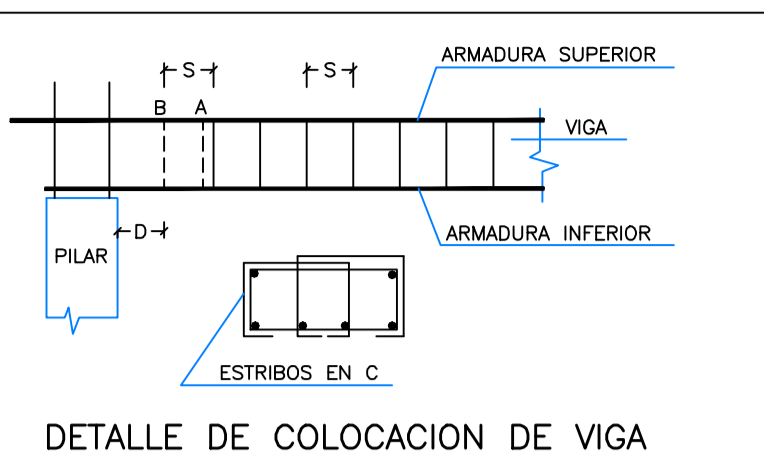 ARMADURA SUPERIOR
S
S
B
A
VIGA
D
ARMADURA INFERIOR
PILAR
ESTRIBOS EN C
DETALLE DE COLOCACION DE VIGA